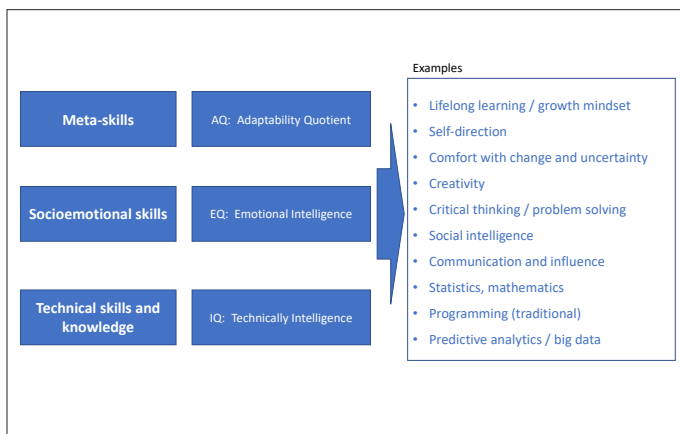 Examples
Meta-skills
AQ: Adaptability Quotient
Socioemotional skills
EQ: Emotional Intelligence
Technical skills and
knowledge
IQ: Technically Intelligence
• Lifelong learning / growth mindset
• Self-direction
• Comfort with change and uncertainty
• Creativity
• Critical thinking / problem solving
• Social intelligence
• Communication and influence
• Statistics, mathematics
• Programming (traditional)
• Predictive analytics / big data